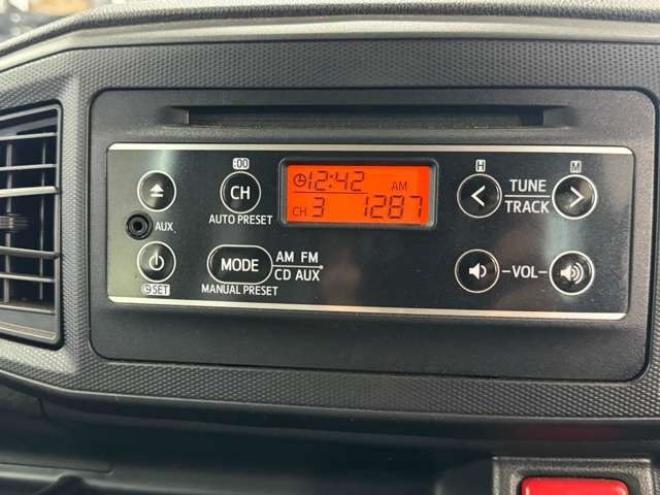 :00
H
M
12:42
AM
CH 3 1287
CH
AUTO PRESET
TUNE
TRACK
AUX
MODE
AM FM
CD AUX
MANUAL PRESET
SET
-VOL-